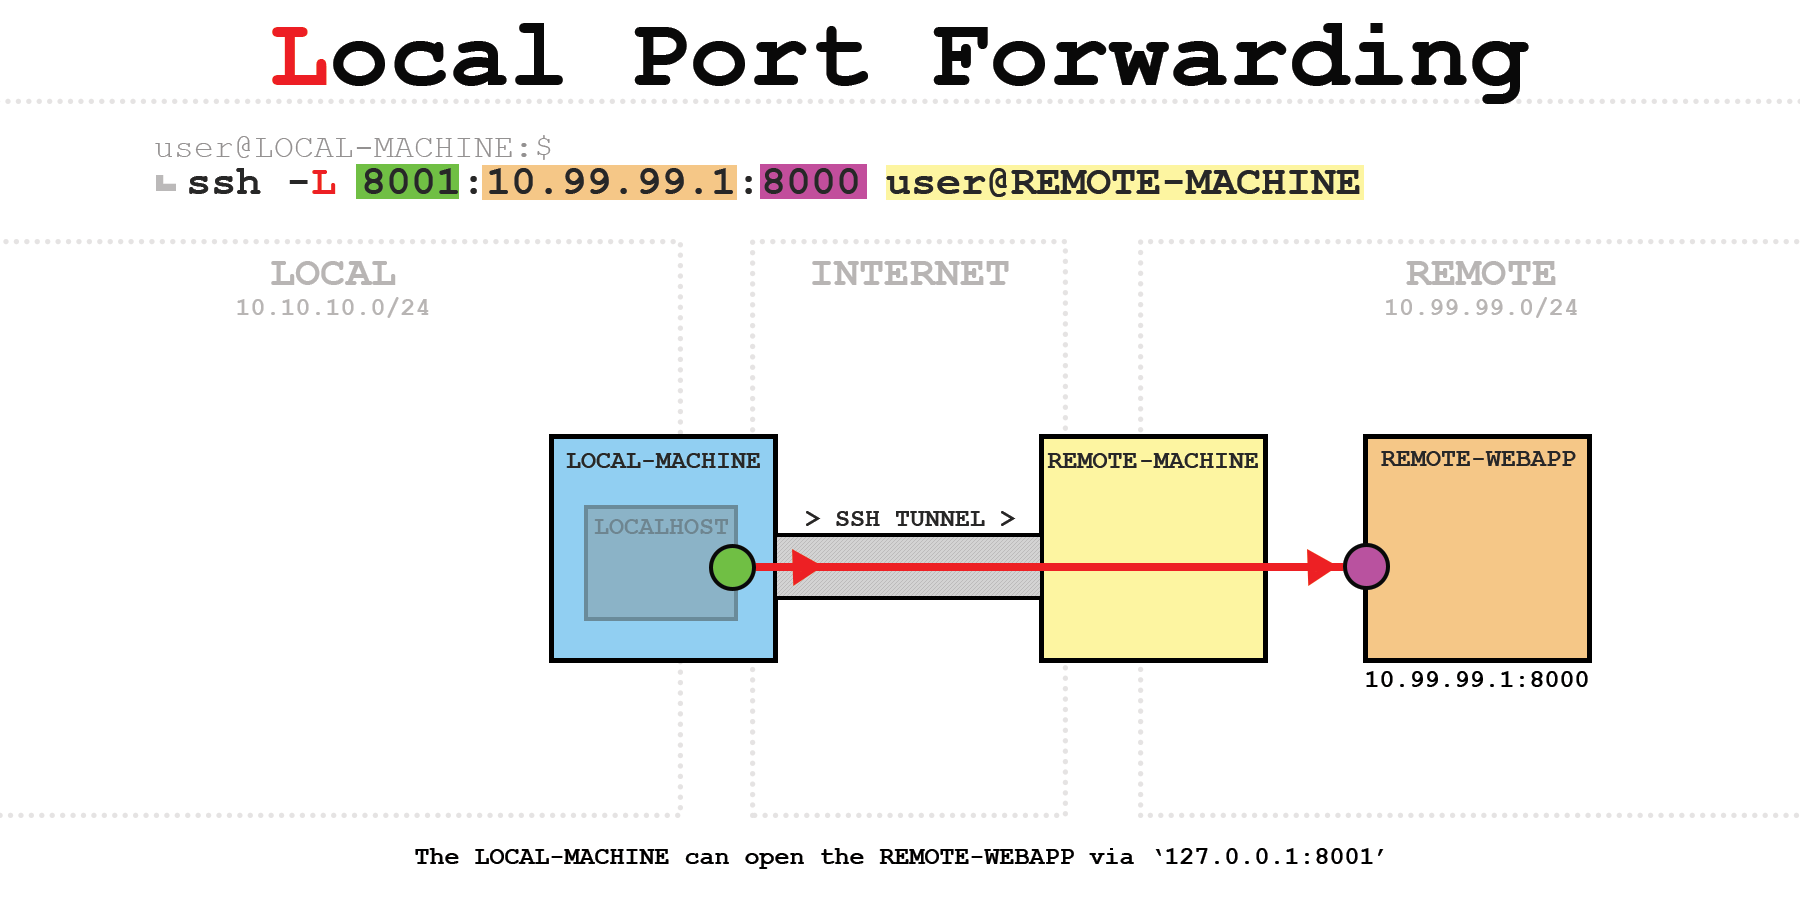 Local Port Forwarding
user@LOCAL-MACHINE:$
ssh -L 8001:10.99.99.1:8000 user@REMOTE-MACHINE
LOCAL
10.10.10.0/24
INTERNET
REMOTE
10.99.99.0/24
LOCAL-MACHINE
LOCALHOST
> SSH TUNNEL >
REMOTE-MACHINE
REMOTE-WEBAPP
10.99.99.1:8000
The LOCAL-MACHINE can open the REMOTE-WEBAPP via ‘127.0.0.1:8001’